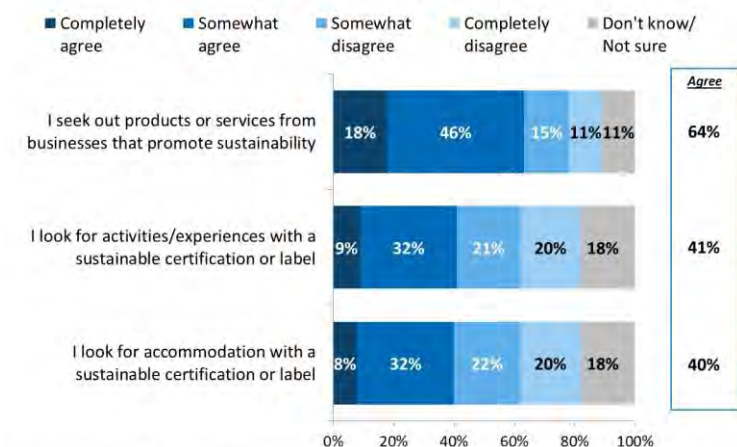 Completely agree
Somewhat agree
Somewhat disagree
Completely disagree
Don't know/ Not sure
Agree
I seek out products or services from
businesses that promote sustainability
18% 46% 15% 11% 11% 64%
I look for activities/experiences with a
sustainable certification or label
9% 32% 21% 20% 18% 41%
I look for accommodation with a
sustainable certification or label
8% 32% 22% 20% 18% 40%
0% 20% 40% 60% 80% 100%